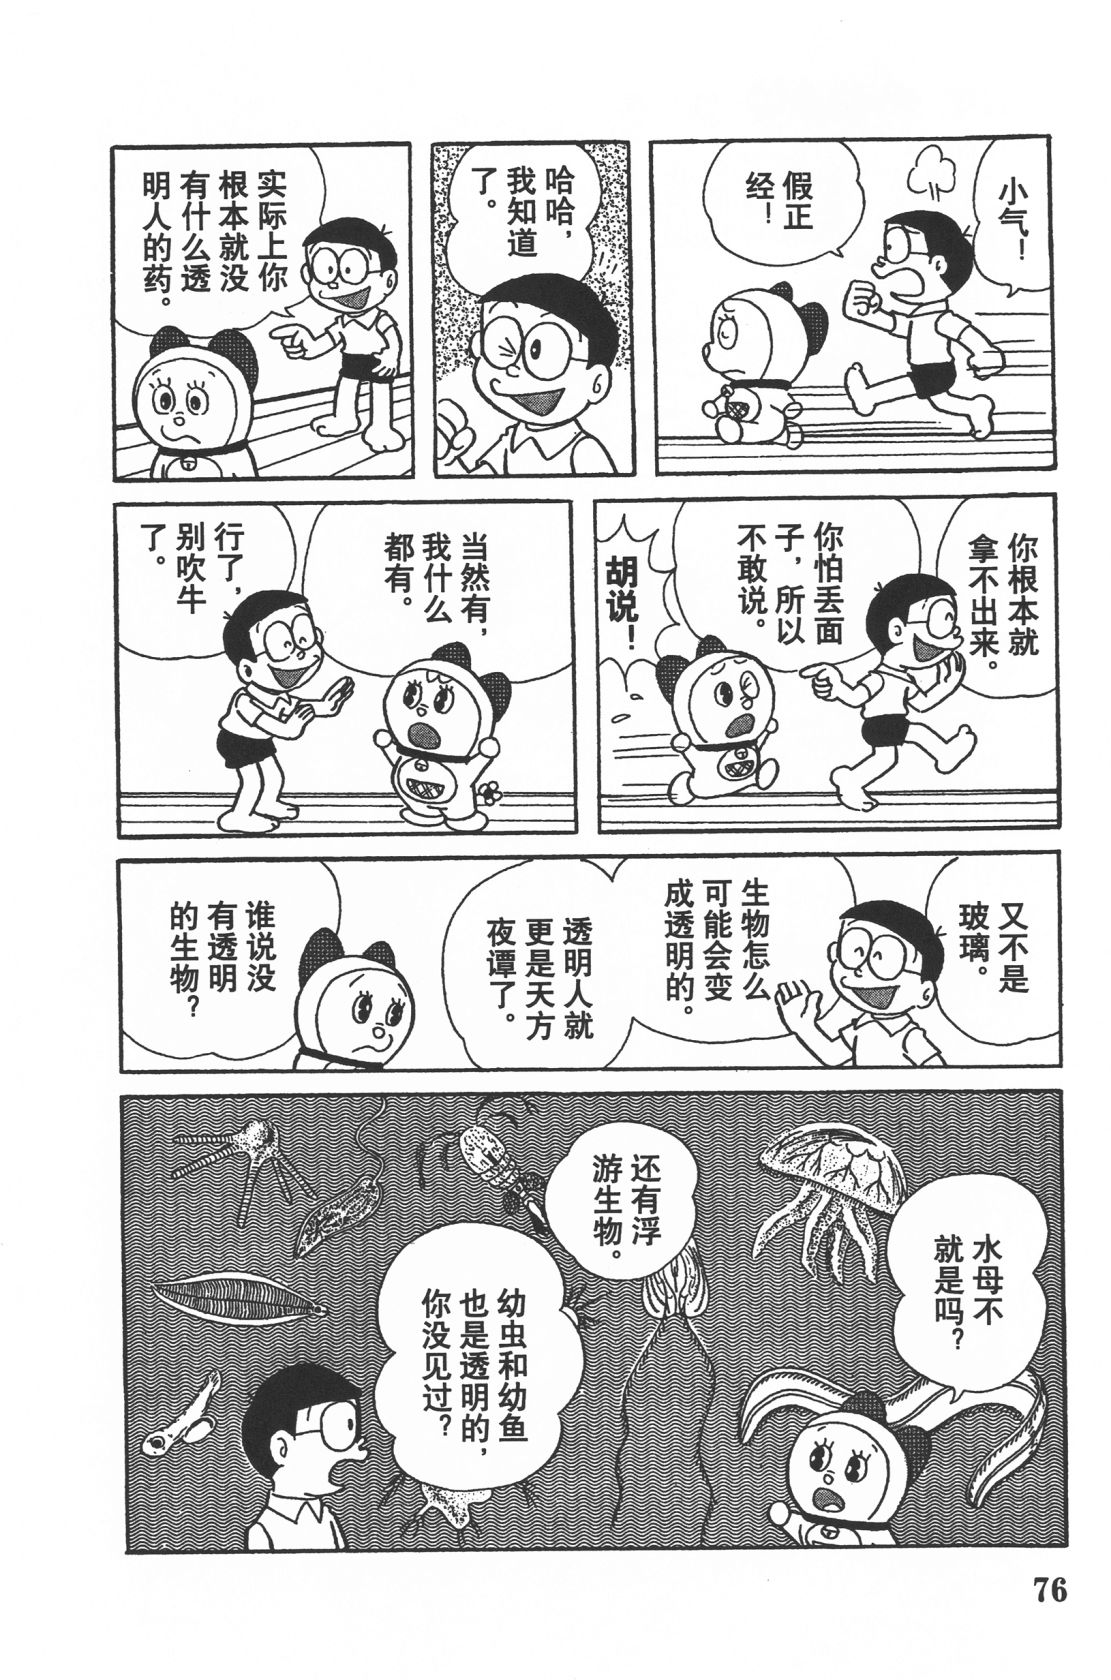 小气！
假正
经！
哈哈，
我知道
了。
实际上你
根本就没
有什么透
明人的药。
你根本就
拿不出来。
你怕丢面
子，所以
不敢说。
胡说！
当然有，
我什么
都有。
行了，
别吹牛
了。
又不是
玻璃。
生物怎么
可能会变
成透明的。
透明人就
更是天方
夜谭了。
谁说没
有透明
的生物？
水母不
就是吗？
还有浮
游生物。
幼虫和幼鱼
也是透明的，
你没见过？
76